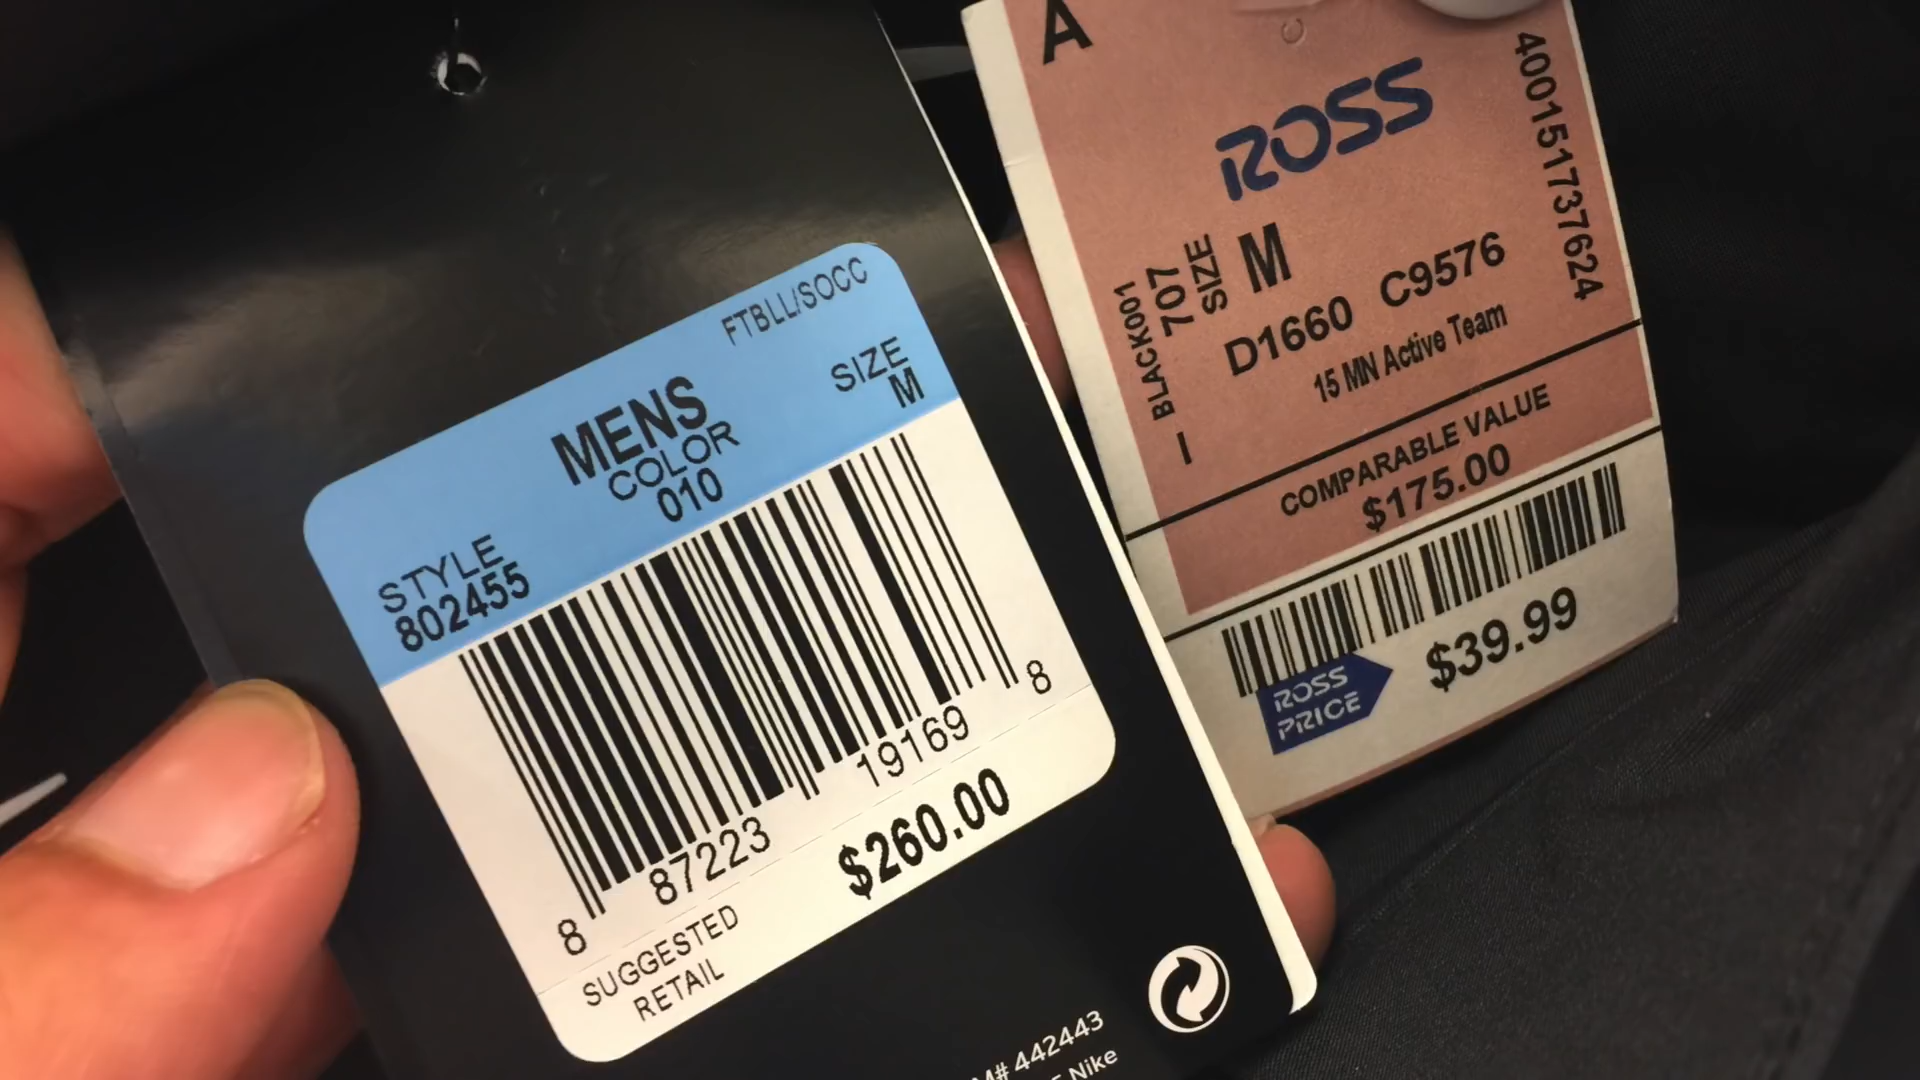 FTBLL/SOCC
MENS
SIZE
M
COLOR
010
STYLE
802455
8 87223 19169 8
$260.00
SUGGESTED
RETAIL
# 442443
Nike
A
ROSS
400151737624
BLACK001
707
SIZE
M
D1660 C9576
15 MN Active Team
COMPARABLE VALUE
$175.00
ROSS
PRICE
$39.99